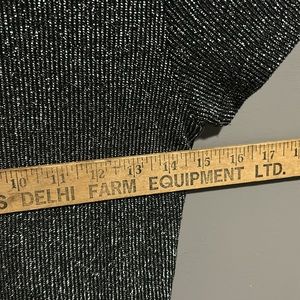 10 11 12 13 14 15 16 17
S DELHI FARM EQUIPMENT LTD.